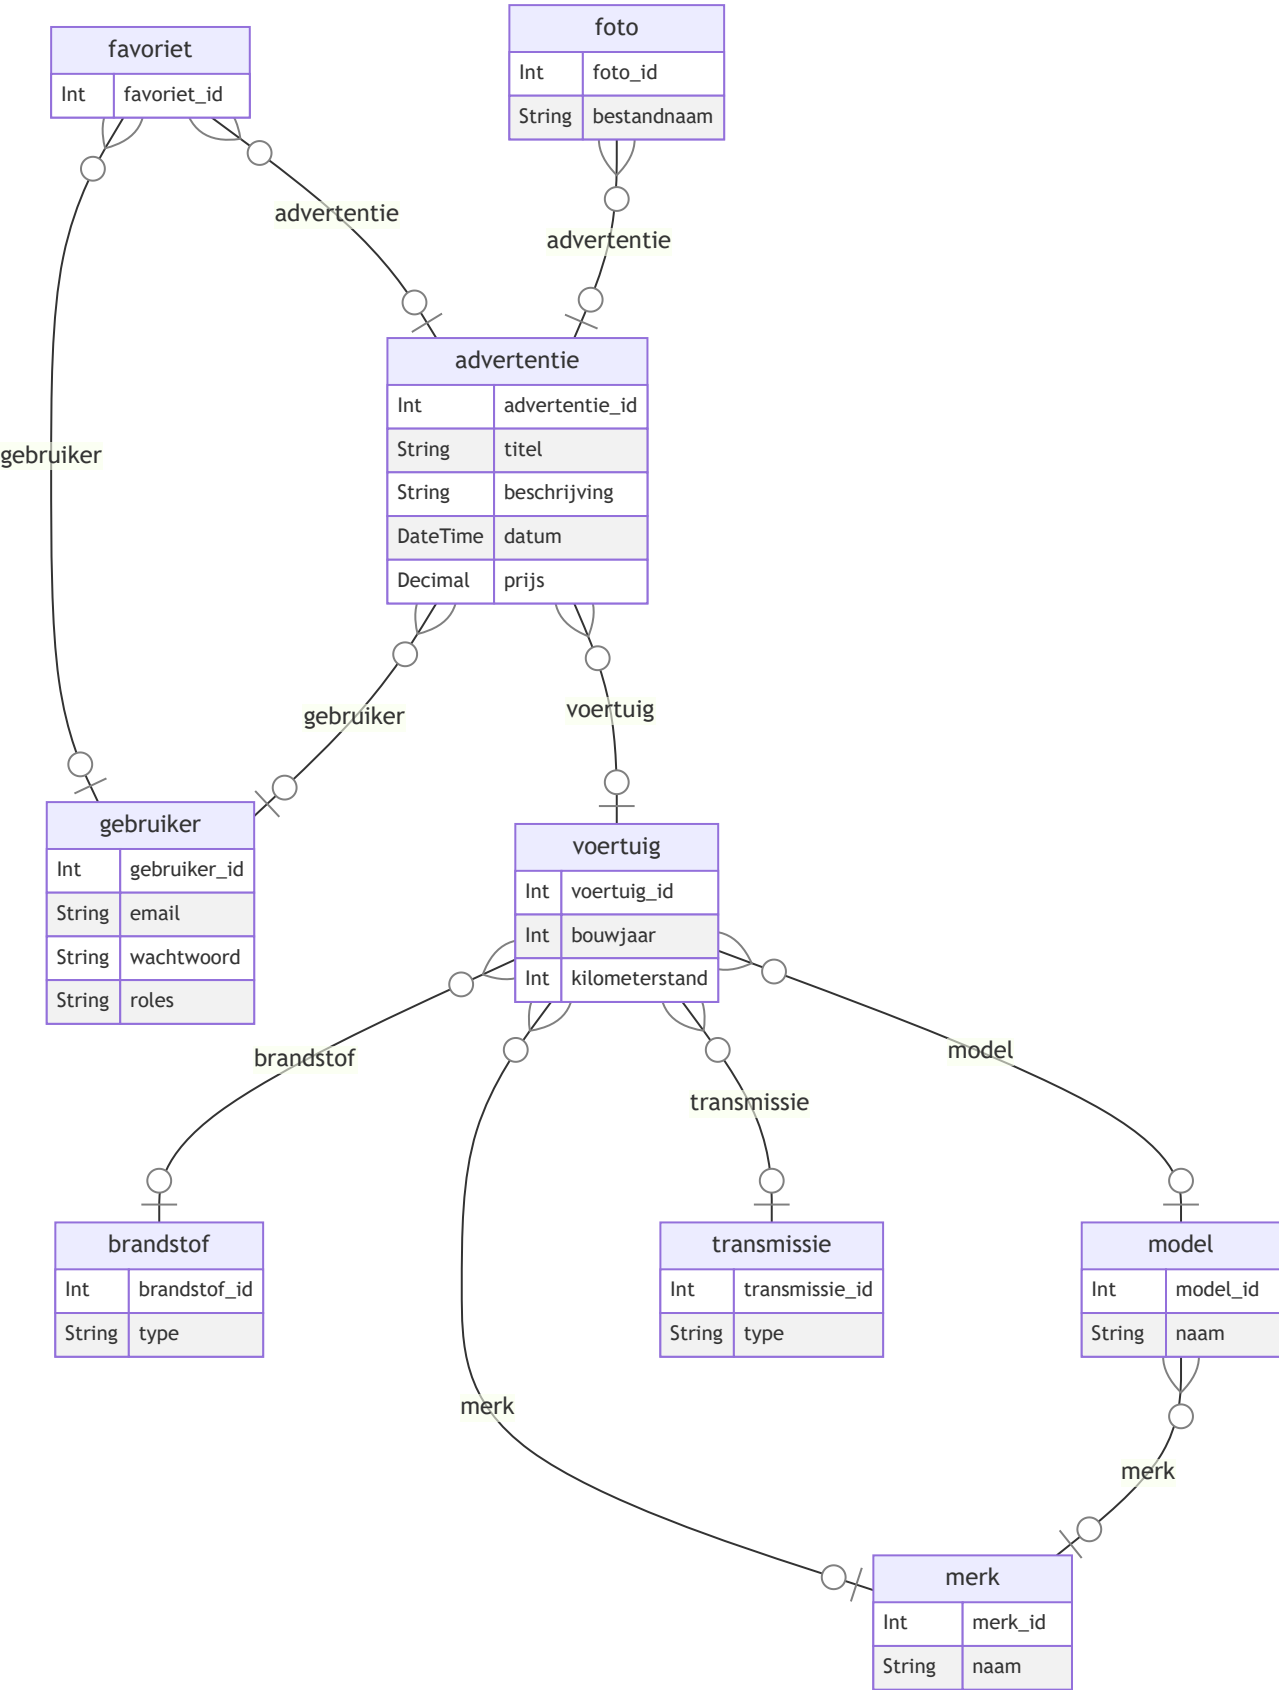 foto
Int foto_id
String bestandnaam
favoriet
Int favoriet_id
advertentie
advertentie
advertentie
Int advertentie_id
String titel
String beschrijving
DateTime datum
Decimal prijs
gebruiker
gebruiker
voertuig
gebruiker
Int gebruiker_id
String email
String wachtwoord
String roles
voertuig
Int voertuig_id
Int bouwjaar
Int kilometerstand
brandstof
model
transmissie
brandstof
Int brandstof_id
String type
transmissie
Int transmissie_id
String type
model
Int model_id
String naam
merk
merk
merk
Int merk_id
String naam